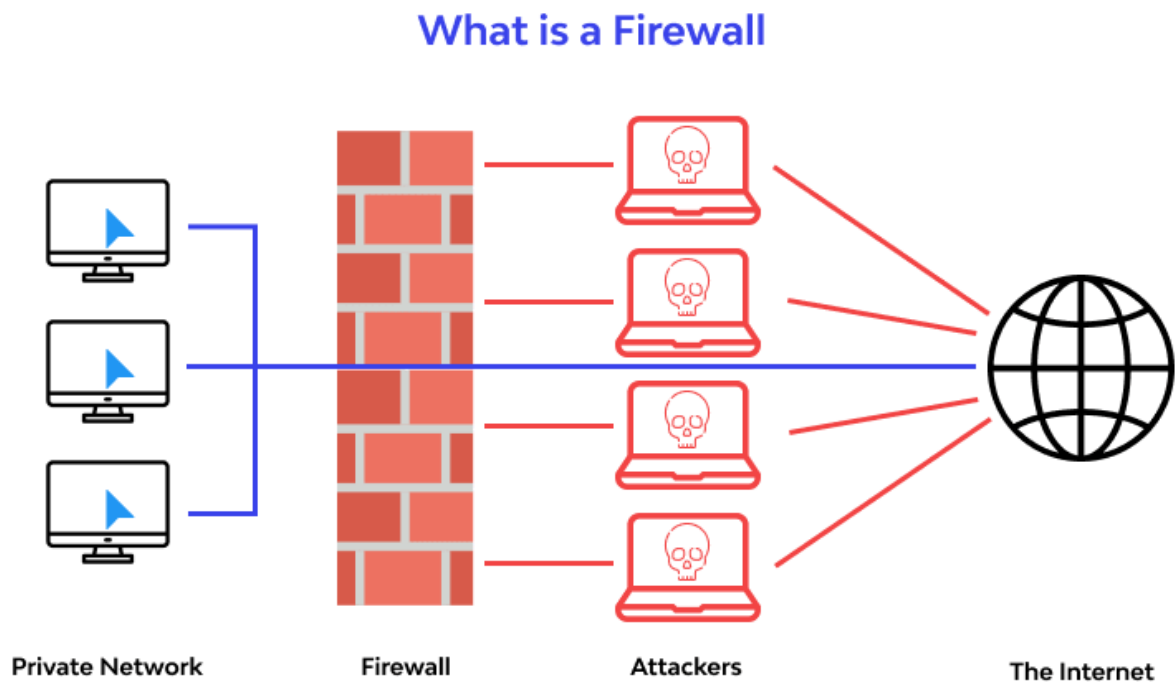 What is a Firewall
Private Network
Firewall
Attackers
The Internet